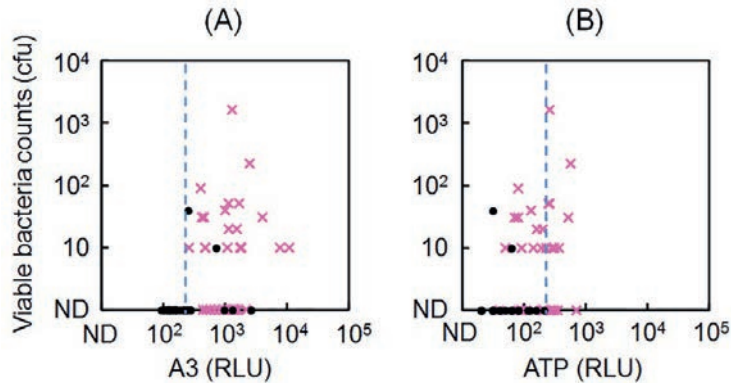 (A)
(B)
Viable bacteria counts (cfu)
10⁴
10³
10²
10
ND
ND
10²
10³
10⁴
10⁵
A3 (RLU)
10⁴
10³
10²
10
ND
ND
10²
10³
10⁴
10⁵
ATP (RLU)